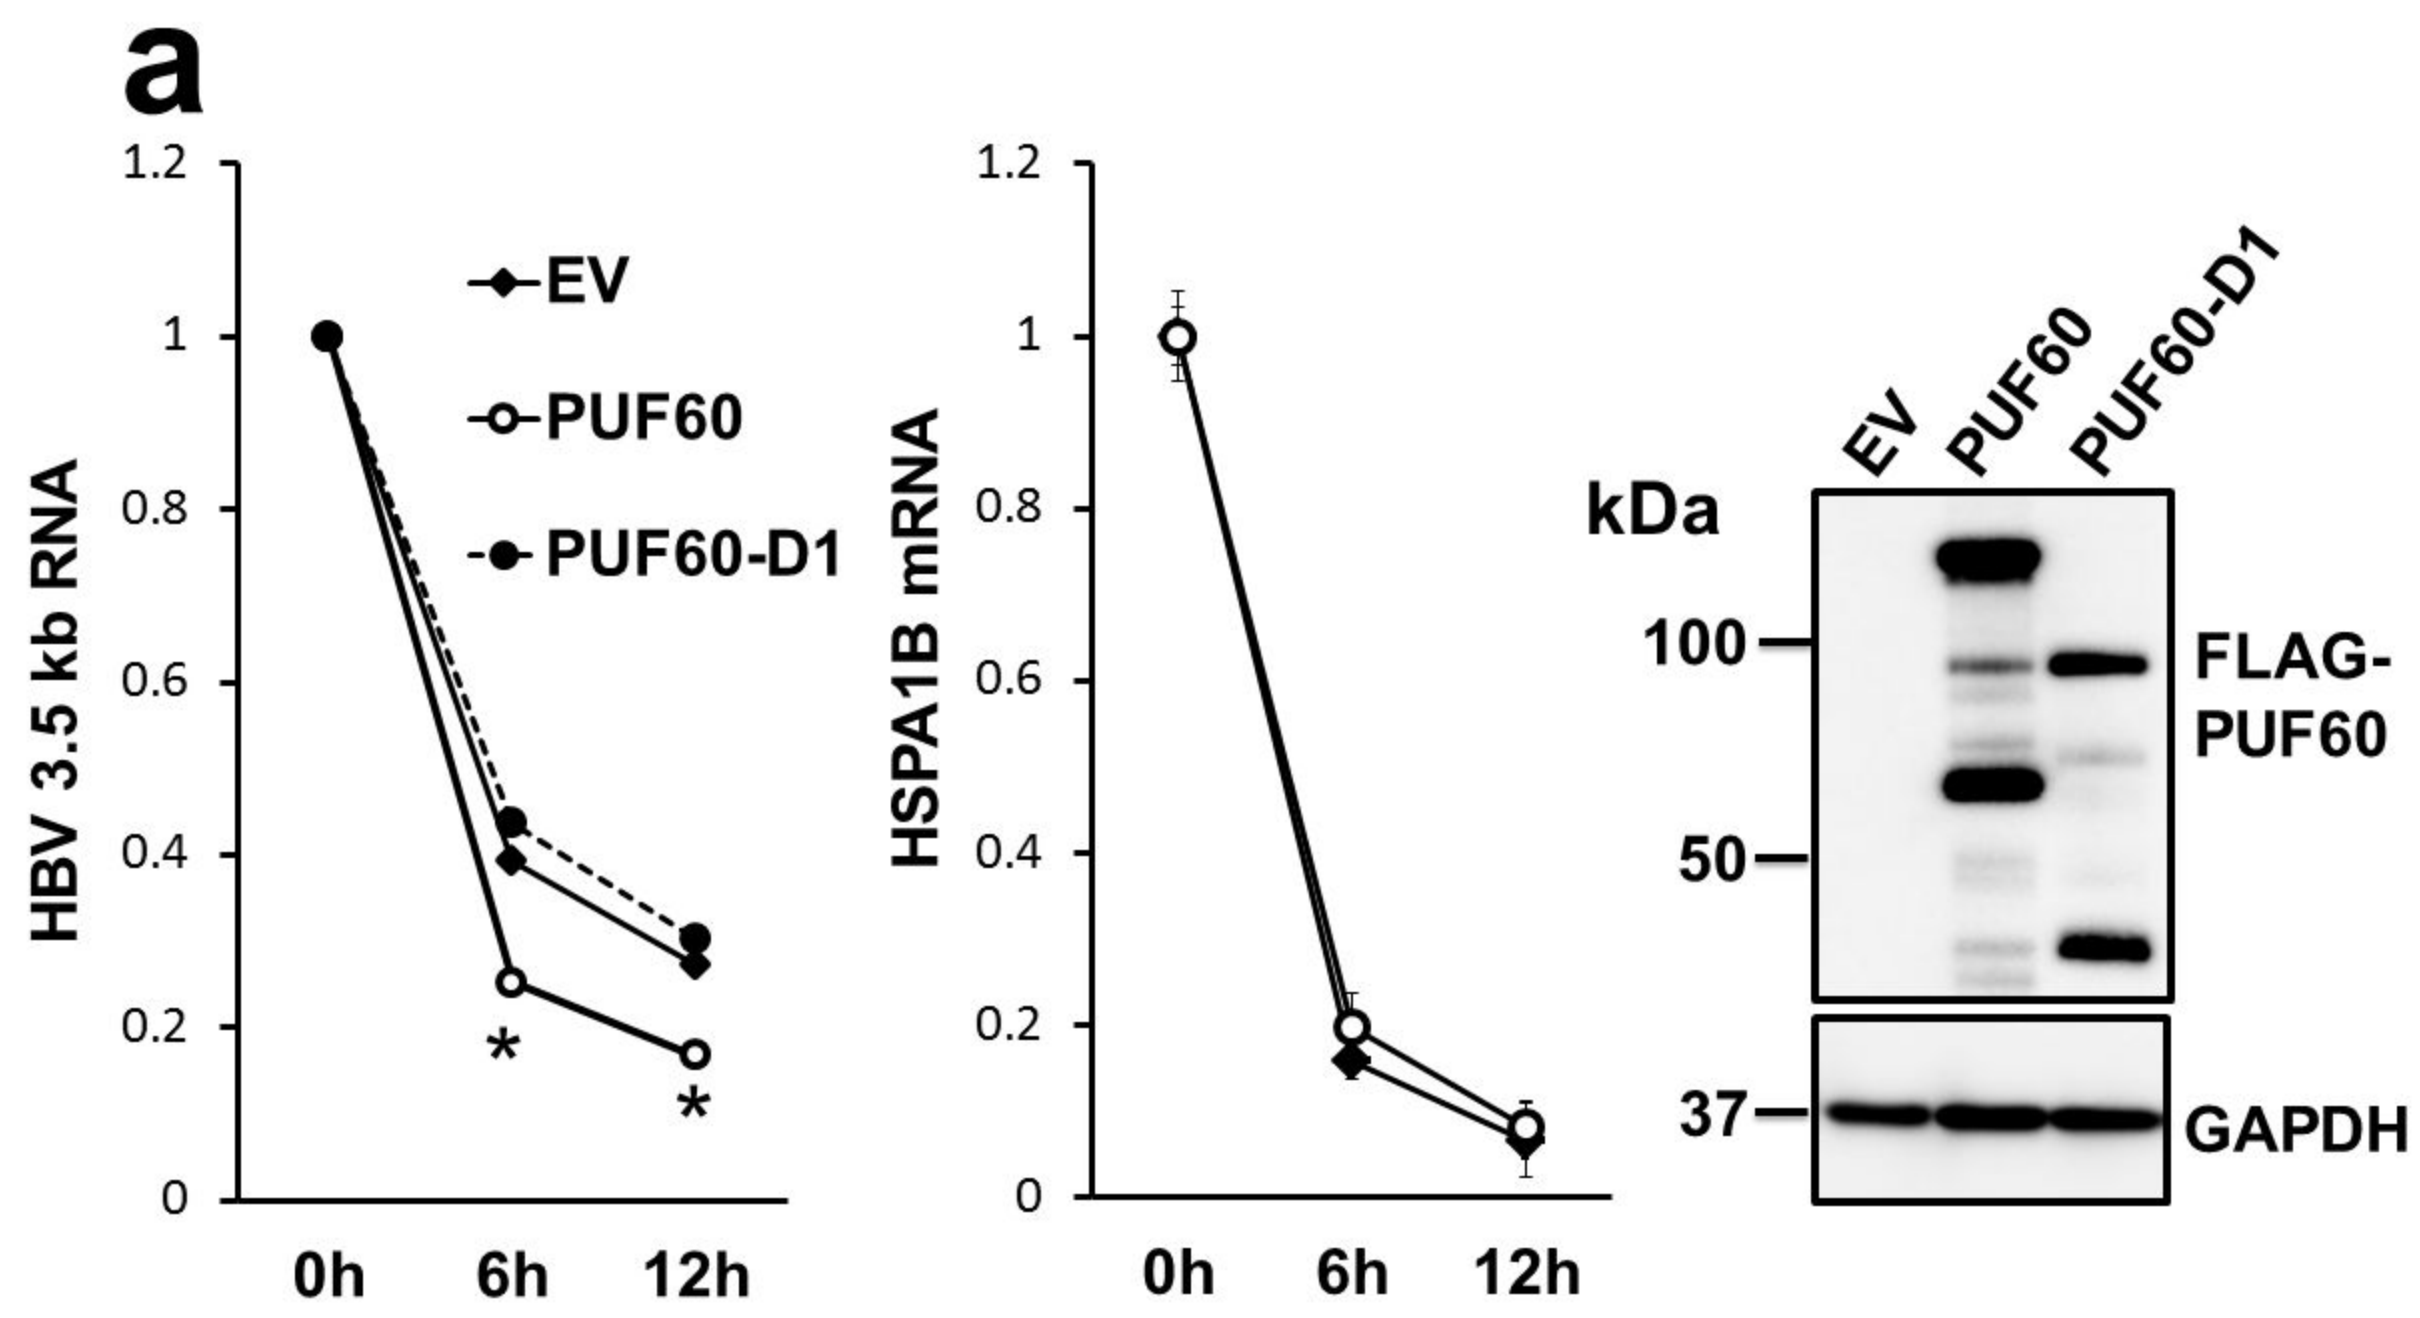 a
HBV 3.5 kb RNA
1.2
1
0.8
0.6
0.4
0.2
0
EV
PUF60
PUF60-D1
*
*
0h 6h 12h
HSPA1B mRNA
1.2
1
0.8
0.6
0.4
0.2
0
0h 6h 12h
EV
PUF60
PUF60-D1
kDa
100
50
37
FLAG-
PUF60
GAPDH